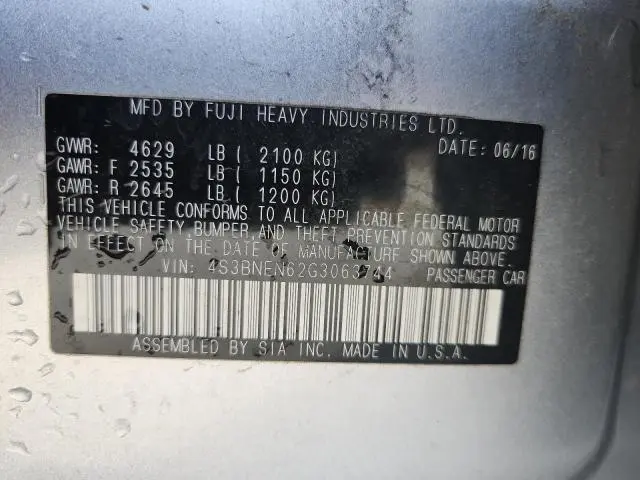 MFD BY FUJI HEAVY INDUSTRIES LTD.
GVWR: 4629 LB ( 2100 KG) DATE: 06/16
GAWR: F 2535 LB ( 1150 KG)
GAWR: R 2645 LB ( 1200 KG)
THIS VEHICLE CONFORMS TO ALL APPLICABLE FEDERAL MOTOR
VEHICLE SAFETY, BUMPER, AND THEFT PREVENTION STANDARDS
IN EFFECT ON THE DATE OF MANUFACTURE SHOWN ABOVE.
VIN: 4S3BNEN62G3063744 PASSENGER CAR
ASSEMBLED BY SIA INC. MADE IN U.S.A.